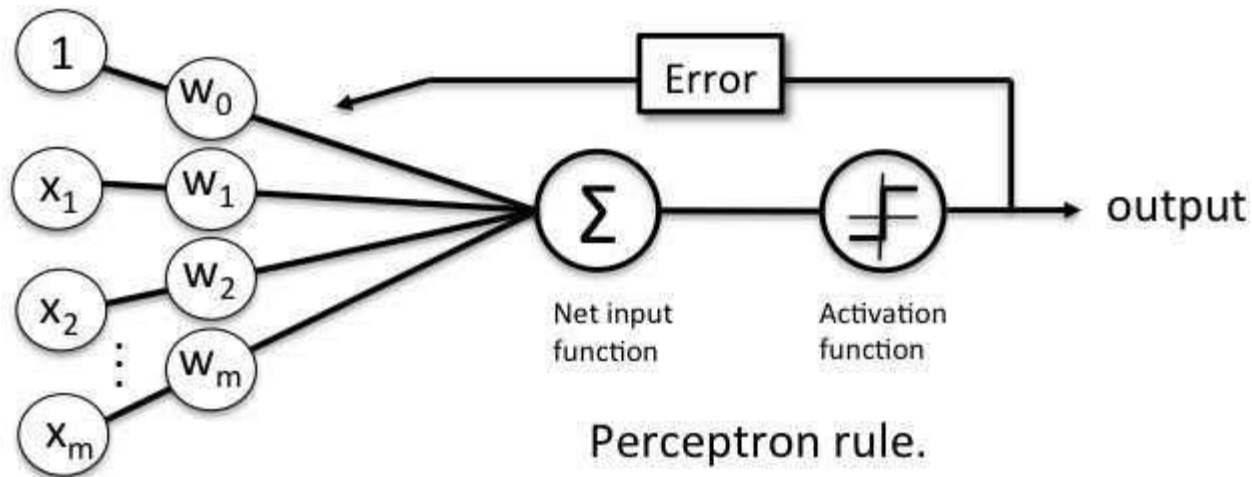 1
w₀
Error
x₁
w₁
Σ
output
x₂
w₂
Net input
function
Activation
function
⋮
wₘ
xₘ
Perceptron rule.